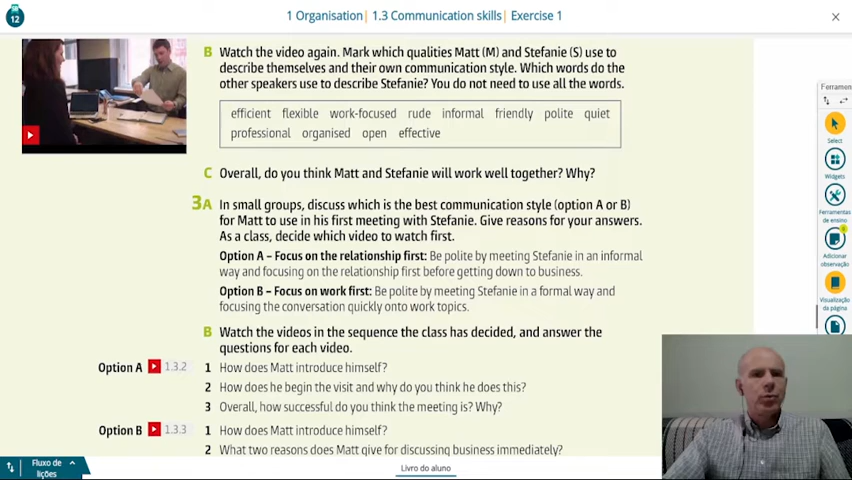 12
1 Organisation| 1.3 Communication skills| Exercise 1
B Watch the video again. Mark which qualities Matt (M) and Stefanie (S) use to
describe themselves and their own communication style. Which words do the
other speakers use to describe Stefanie? You do not need to use all the words.
efficient flexible work-focused rude informal friendly polite quiet
professional organised open effective
C Overall, do you think Matt and Stefanie will work well together? Why?
3A In small groups, discuss which is the best communication style (option A or B)
for Matt to use in his first meeting with Stefanie. Give reasons for your answers.
As a class, decide which video to watch first.
Option A – Focus on the relationship first: Be polite by meeting Stefanie in an informal
way and focusing on the relationship first before getting down to business.
Option B – Focus on work first: Be polite by meeting Stefanie in a formal way and
focusing the conversation quickly onto work topics.
B Watch the videos in the sequence the class has decided, and answer the
questions for each video.
Option A 1.3.2 1 How does Matt introduce himself?
2 How does he begin the visit and why do you think he does this?
3 Overall, how successful do you think the meeting is? Why?
Option B 1.3.3 1 How does Matt introduce himself?
2 What two reasons does Matt give for discussing business immediately?
Ferramen
Select
Widgets
Ferramentas
de ensino
Adicionar
observação
Visualização
da página
Fluxo de
lições
Livro do aluno